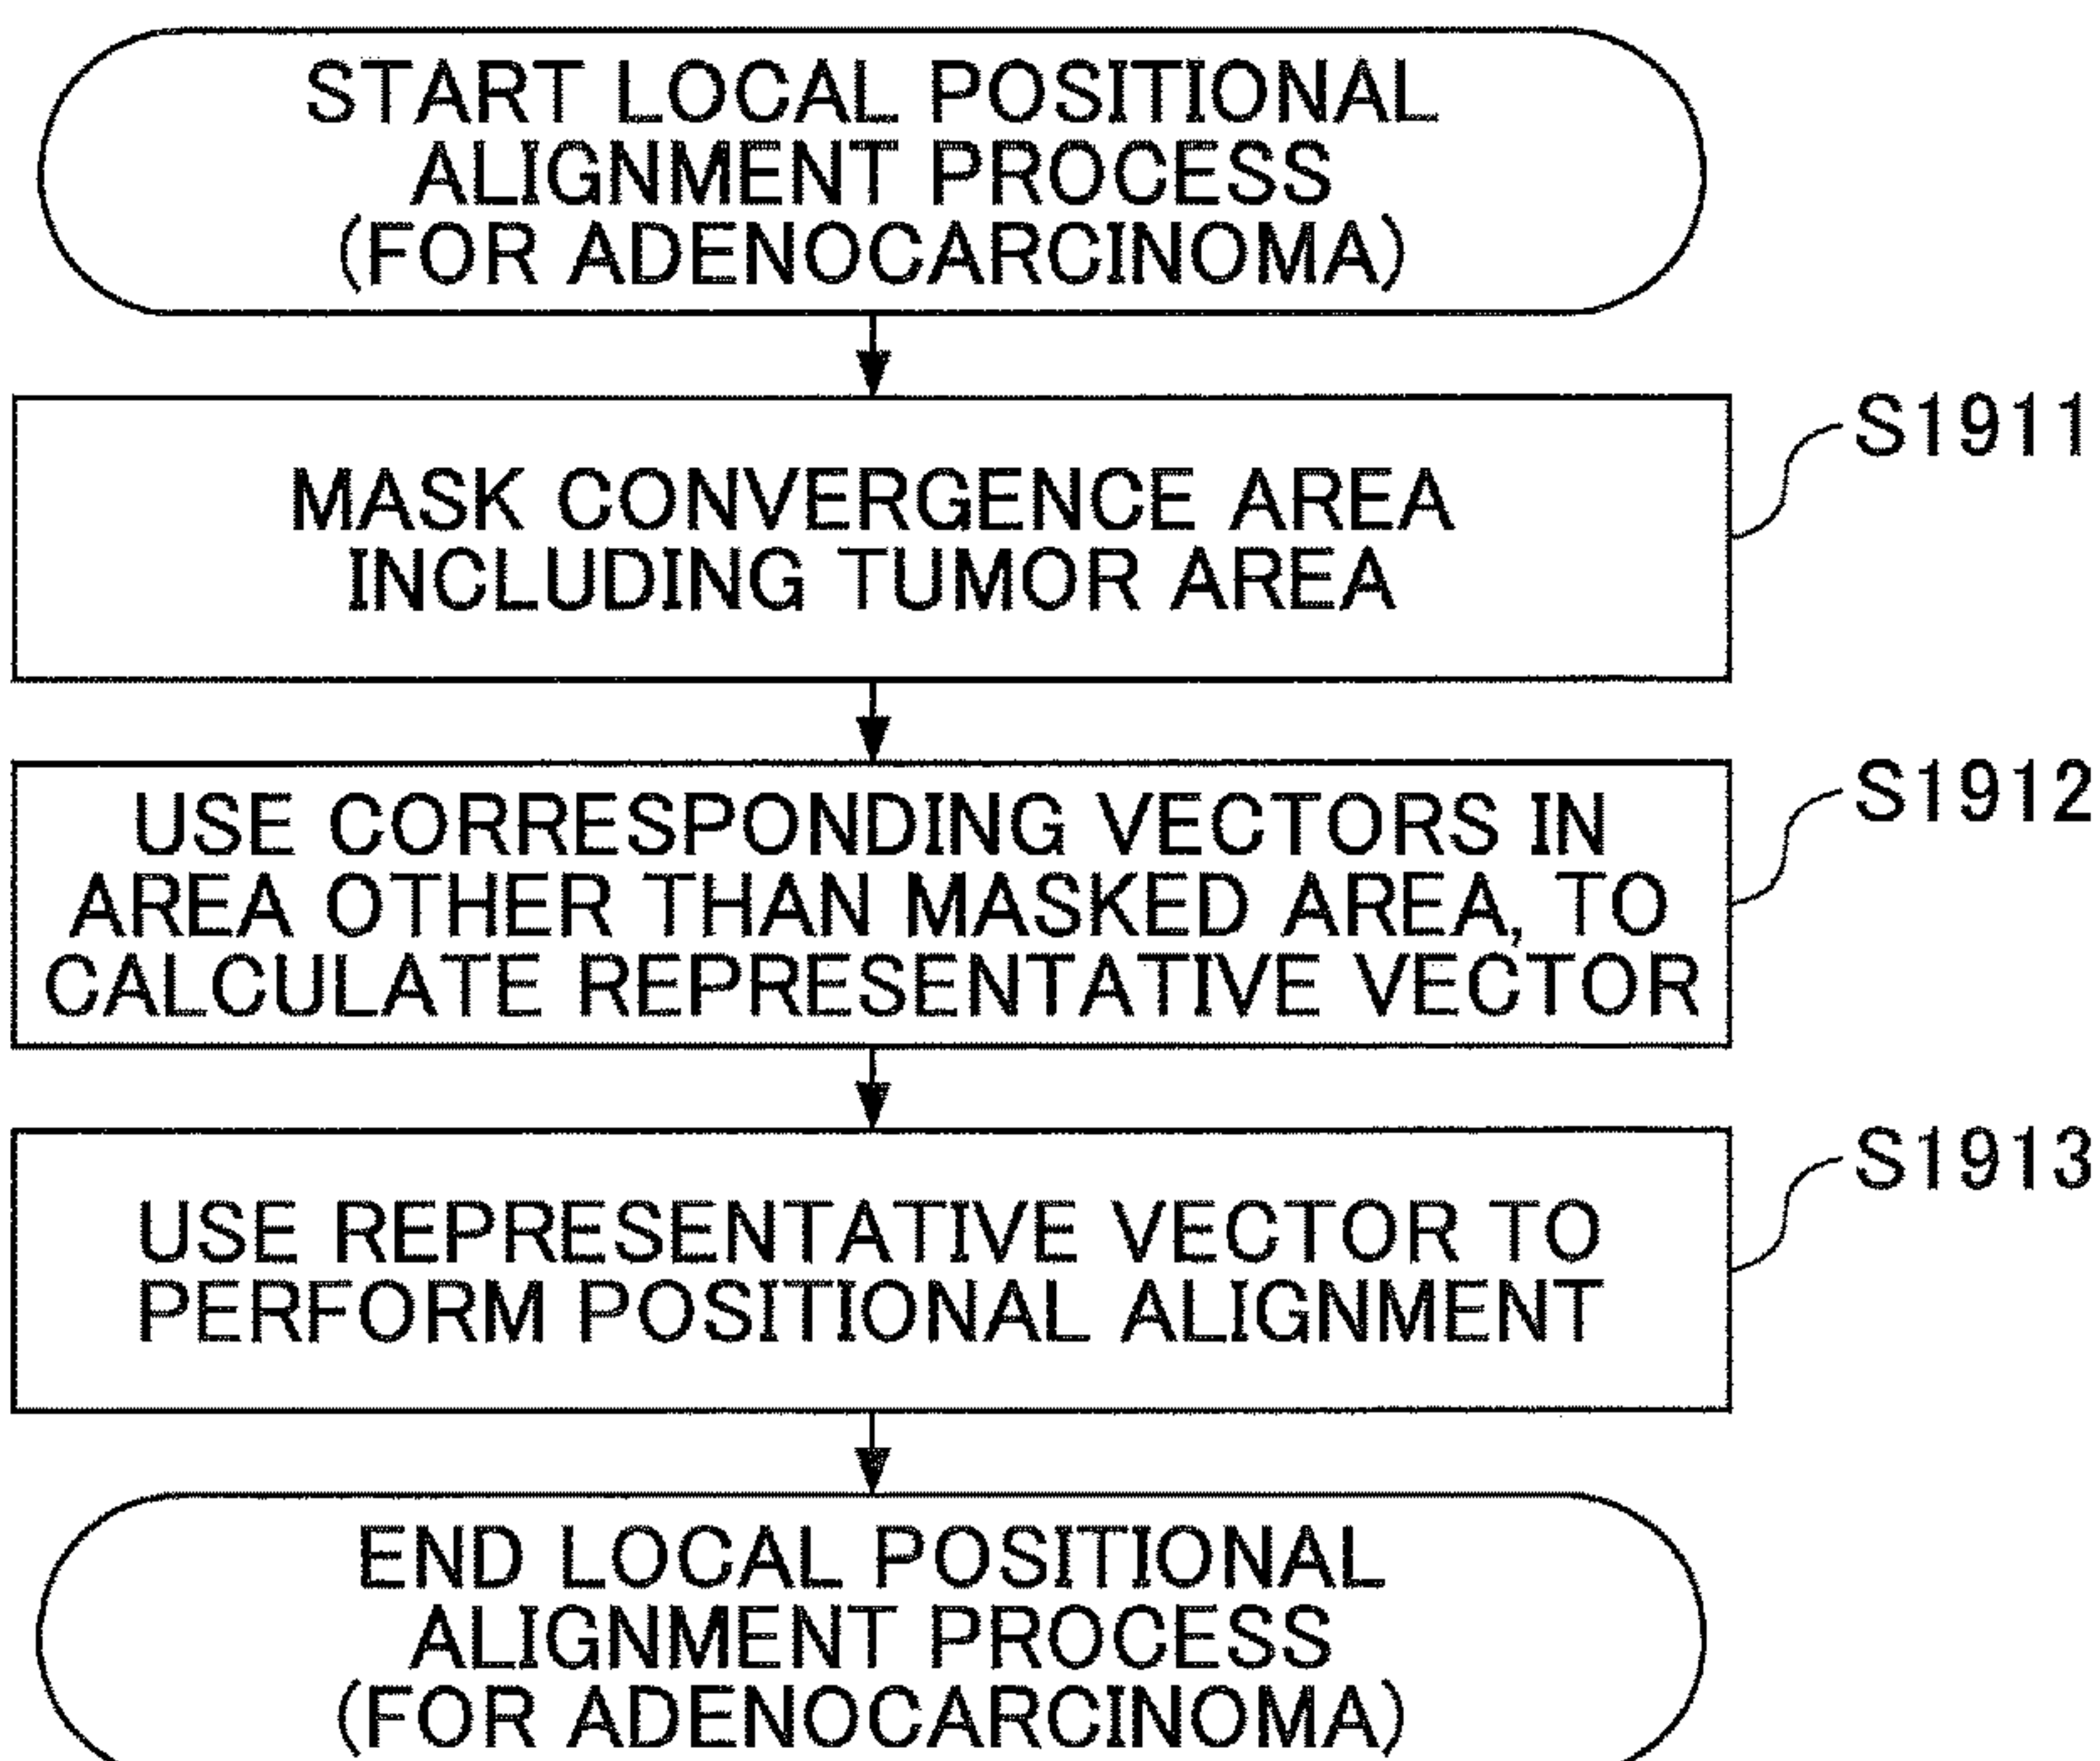 START LOCAL POSITIONAL
ALIGNMENT PROCESS
(FOR ADENOCARCINOMA)
S1911
MASK CONVERGENCE AREA
INCLUDING TUMOR AREA
S1912
USE CORRESPONDING VECTORS IN
AREA OTHER THAN MASKED AREA, TO
CALCULATE REPRESENTATIVE VECTOR
S1913
USE REPRESENTATIVE VECTOR TO
PERFORM POSITIONAL ALIGNMENT
END LOCAL POSITIONAL
ALIGNMENT PROCESS
(FOR ADENOCARCINOMA)